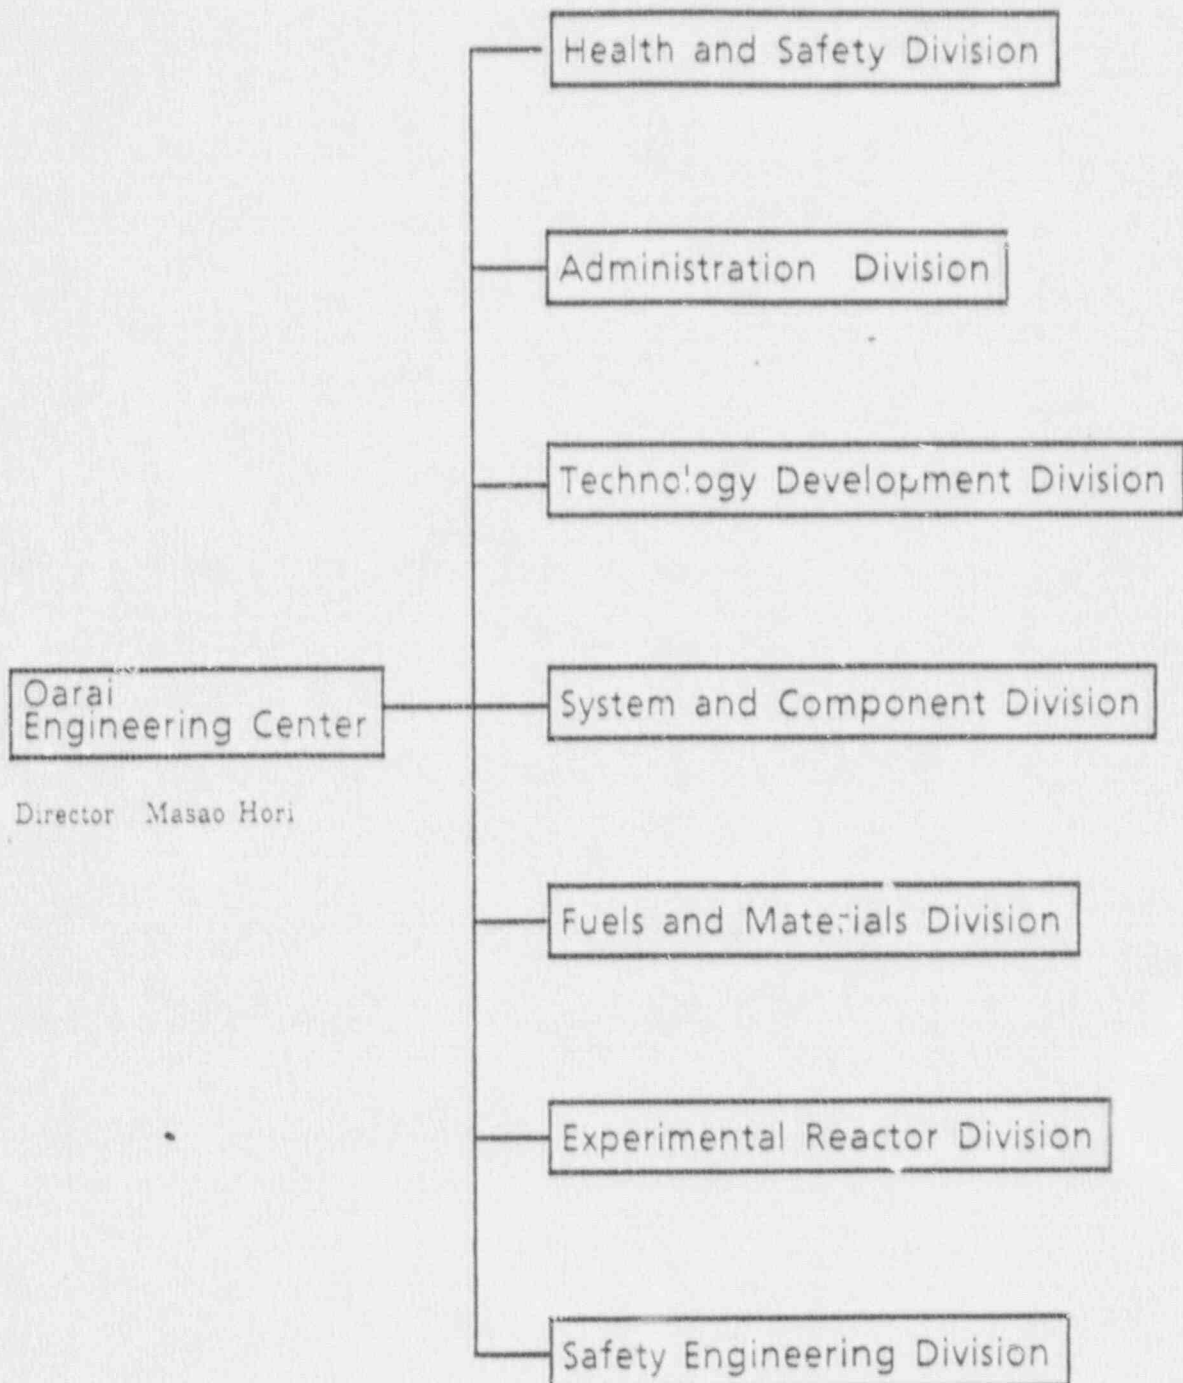 Health and Safety Division
Administration Division
Technology Development Division
Oarai
Engineering Center
System and Component Division
Director Masao Hori
Fuels and Materials Division
Experimental Reactor Division
Safety Engineering Division